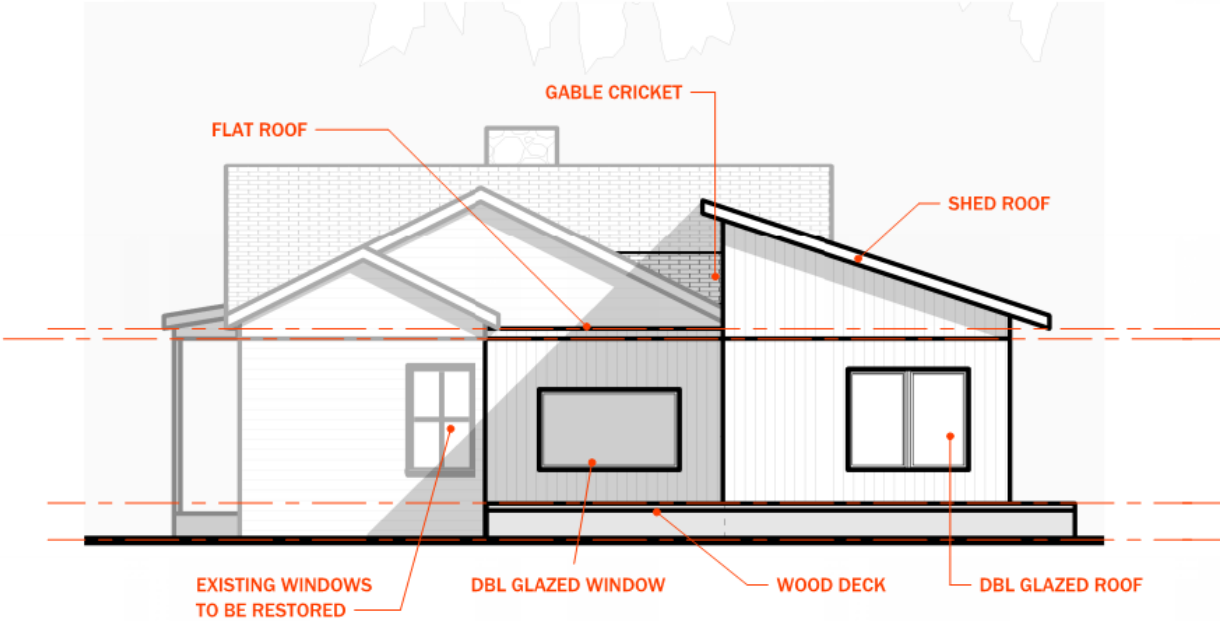 GABLE CRICKET
FLAT ROOF
SHED ROOF
EXISTING WINDOWS
TO BE RESTORED
DBL GLAZED WINDOW
WOOD DECK
DBL GLAZED ROOF